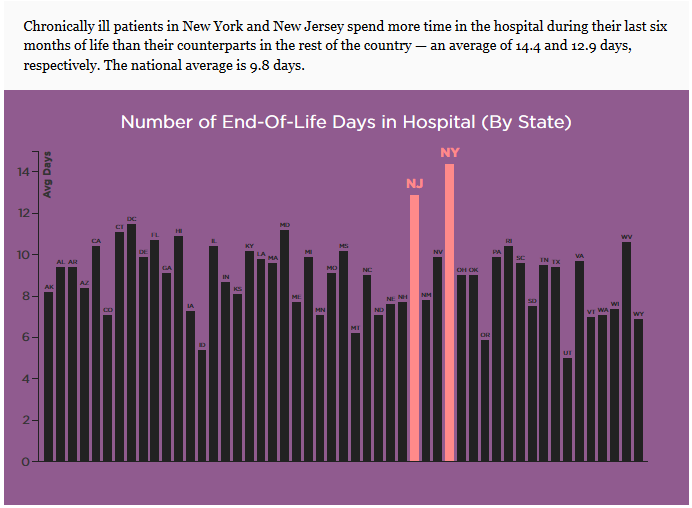 Chronically ill patients in New York and New Jersey spend more time in the hospital during their last six
months of life than their counterparts in the rest of the country — an average of 14.4 and 12.9 days,
respectively. The national average is 9.8 days.
Number of End-Of-Life Days in Hospital (By State)
Avg Days
14
12
10
8
6
4
2
0
AK
AL
AR
AZ
CA
CO
CT
DC
DE
FL
GA
HI
IA
ID
IL
IN
KS
KY
LA
MA
MD
ME
MI
MN
MO
MS
MT
NC
ND
NE
NH
NJ
NM
NV
NY
OH
OK
OR
PA
RI
SC
SD
TN
TX
UT
VA
VT
WA
WI
WV
WY